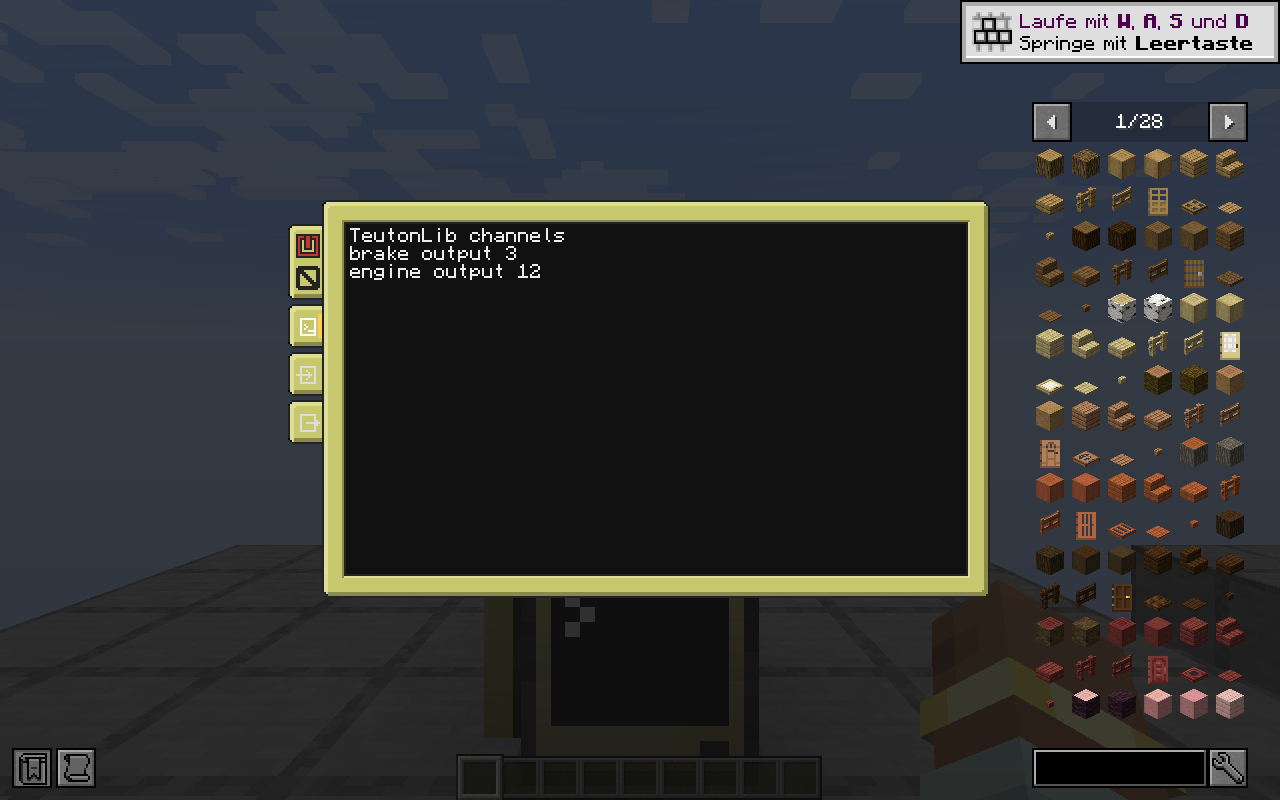 Laufe mit W, A, S und D
Springe mit Leertaste
1/28
TeutonLib channels
brake output 3
engine output 12